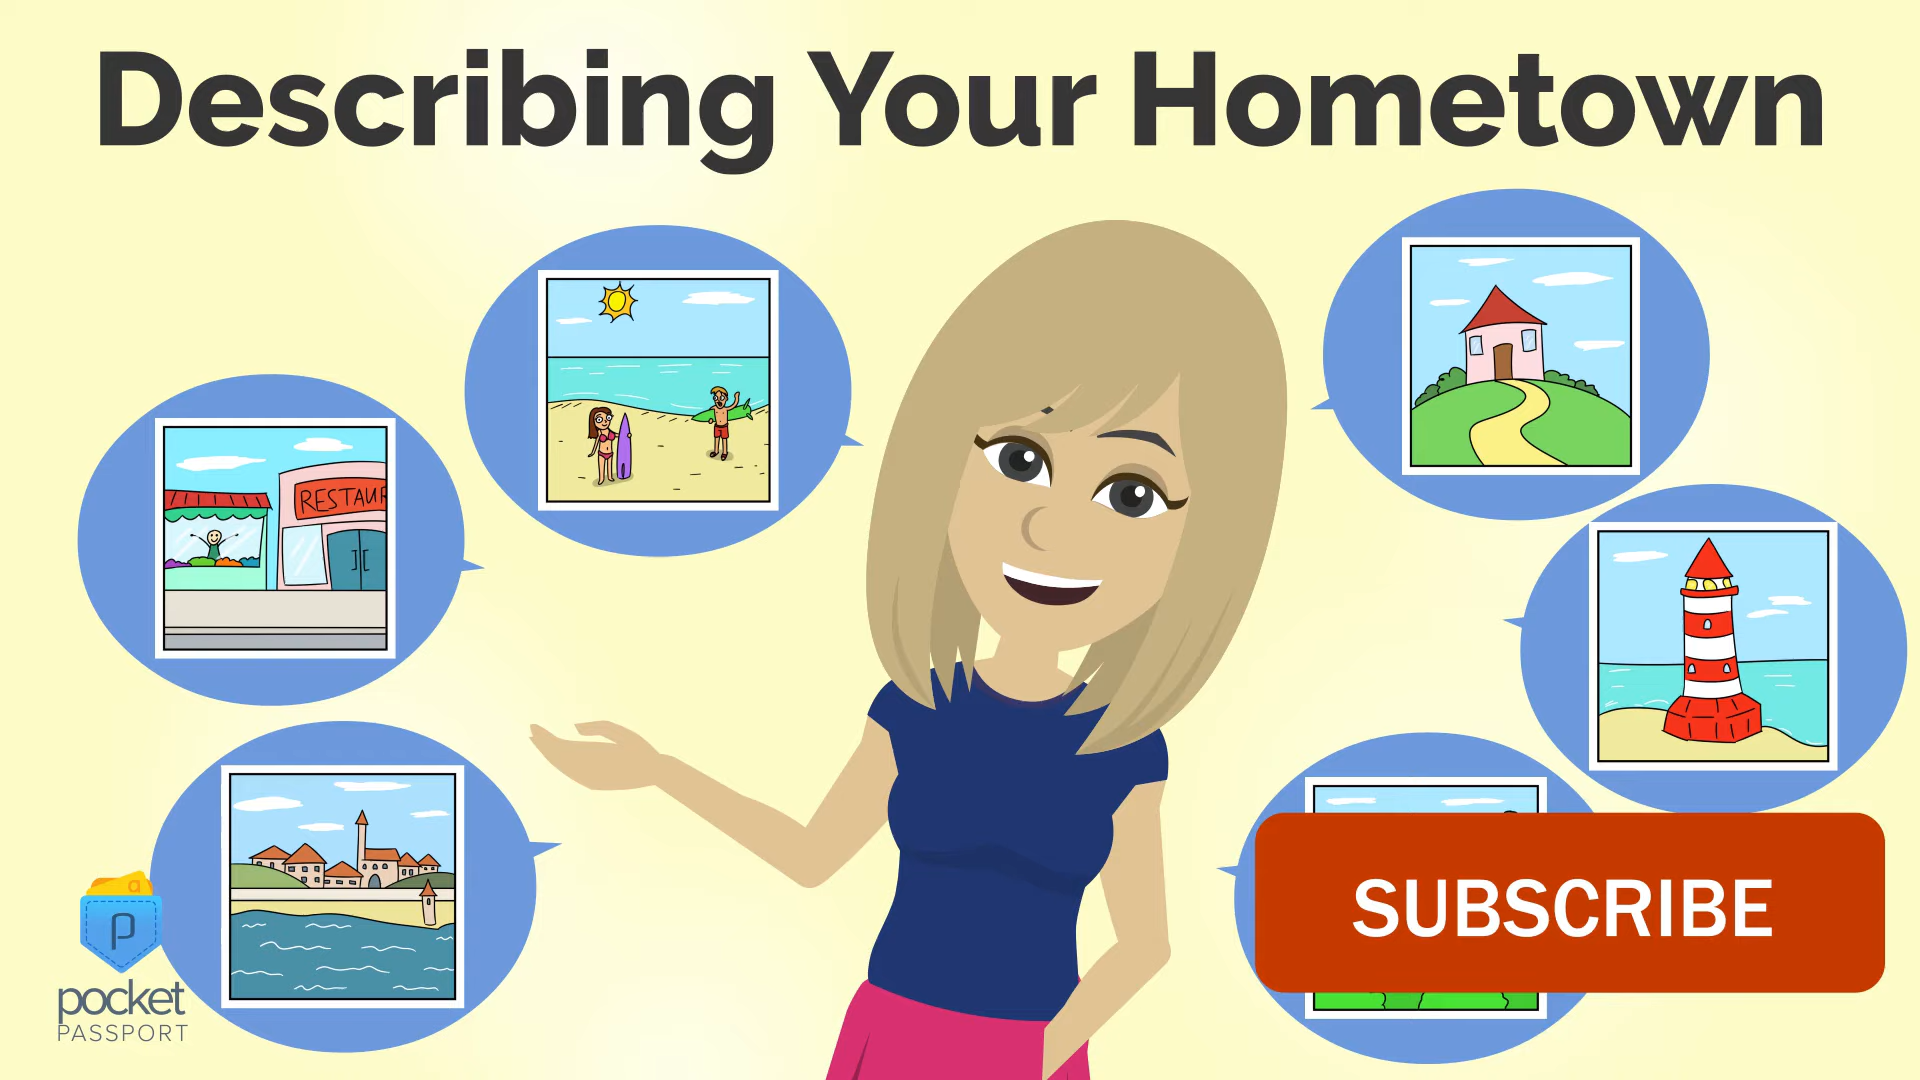 Describing Your Hometown
RESTAUR
SUBSCRIBE
p
a
pocket
PASSPORT